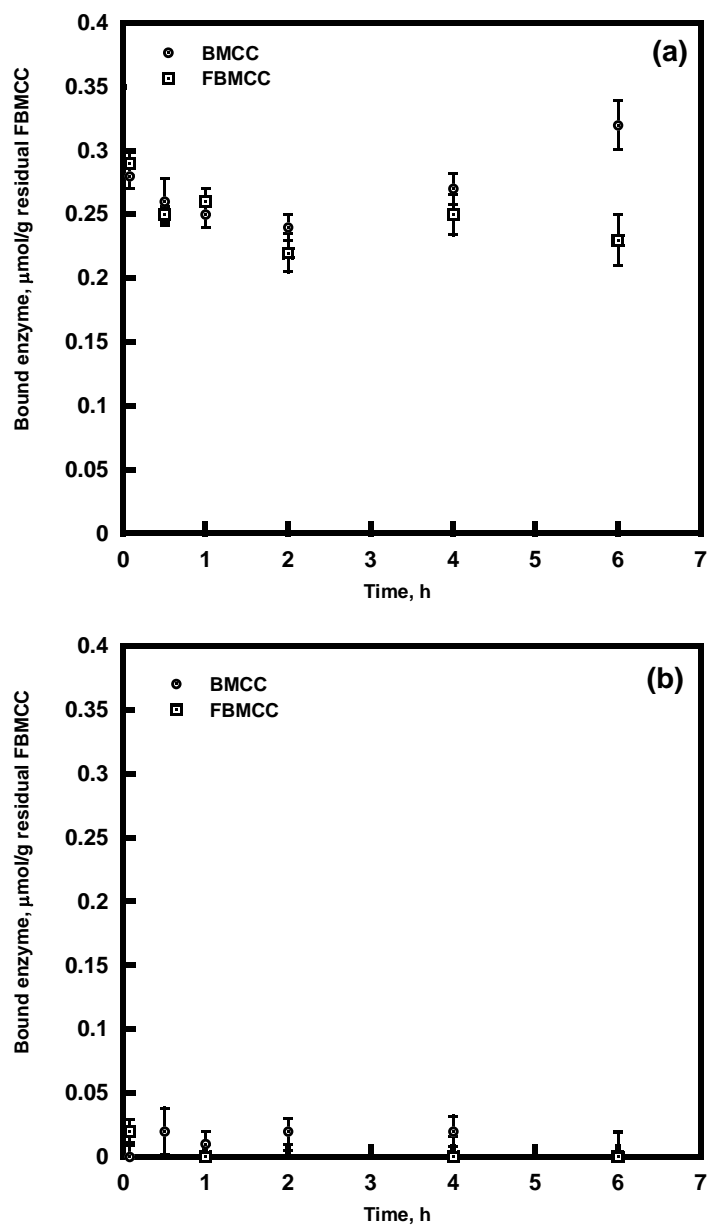 0.4
(a)
BMCC
FBMCC
0.35
0.3
0.25
0.2
0.15
0.1
0.05
0
Bound enzyme, μmol/g residual FBMCC
0 1 2 3 4 5 6 7
Time, h
0.4
(b)
BMCC
FBMCC
0.35
0.3
0.25
0.2
0.15
0.1
0.05
0
Bound enzyme, μmol/g residual FBMCC
0 1 2 3 4 5 6 7
Time, h